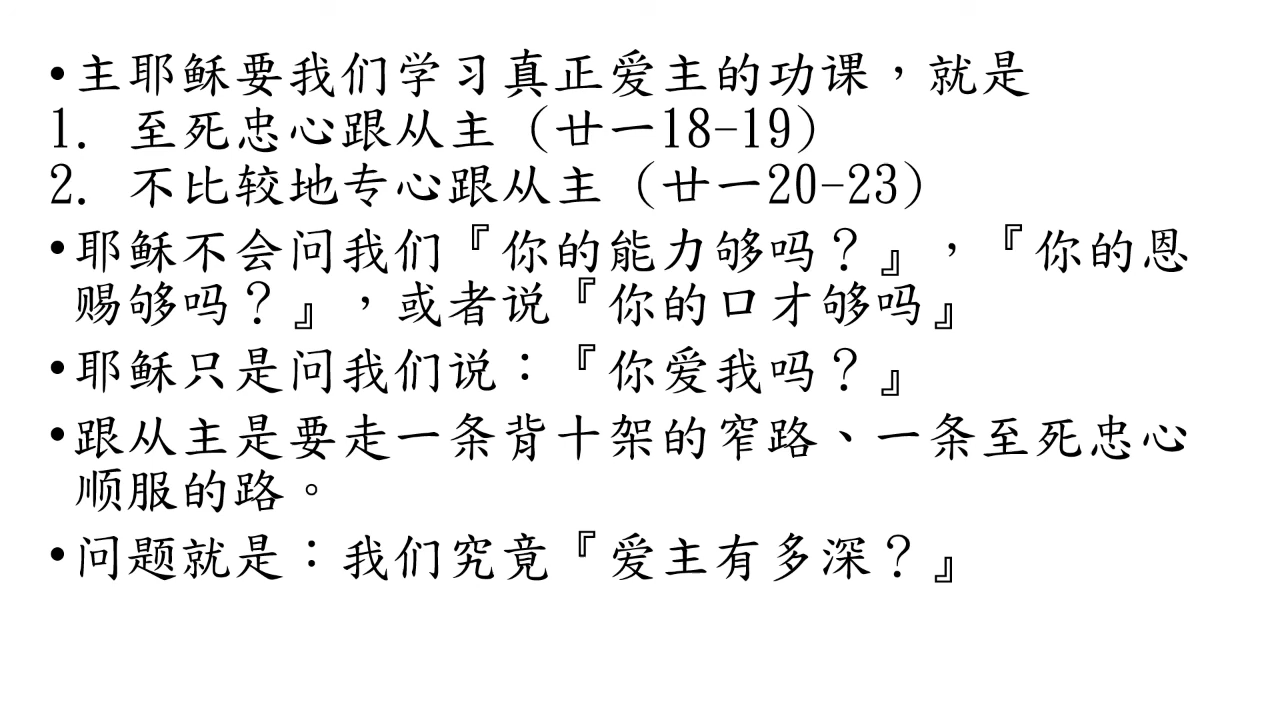 •主耶稣要我们学习真正爱主的功课，就是
1. 至死忠心跟从主（廿一18-19）
2. 不比较地专心跟从主（廿一20-23）
•耶稣不会问我们『你的能力够吗？』，『你的恩
赐够吗？』，或者说『你的口才够吗』
•耶稣只是问我们说：『你爱我吗？』
•跟从主是要走一条背十架的窄路、一条至死忠心
顺服的路。
•问题就是：我们究竟『爱主有多深？』